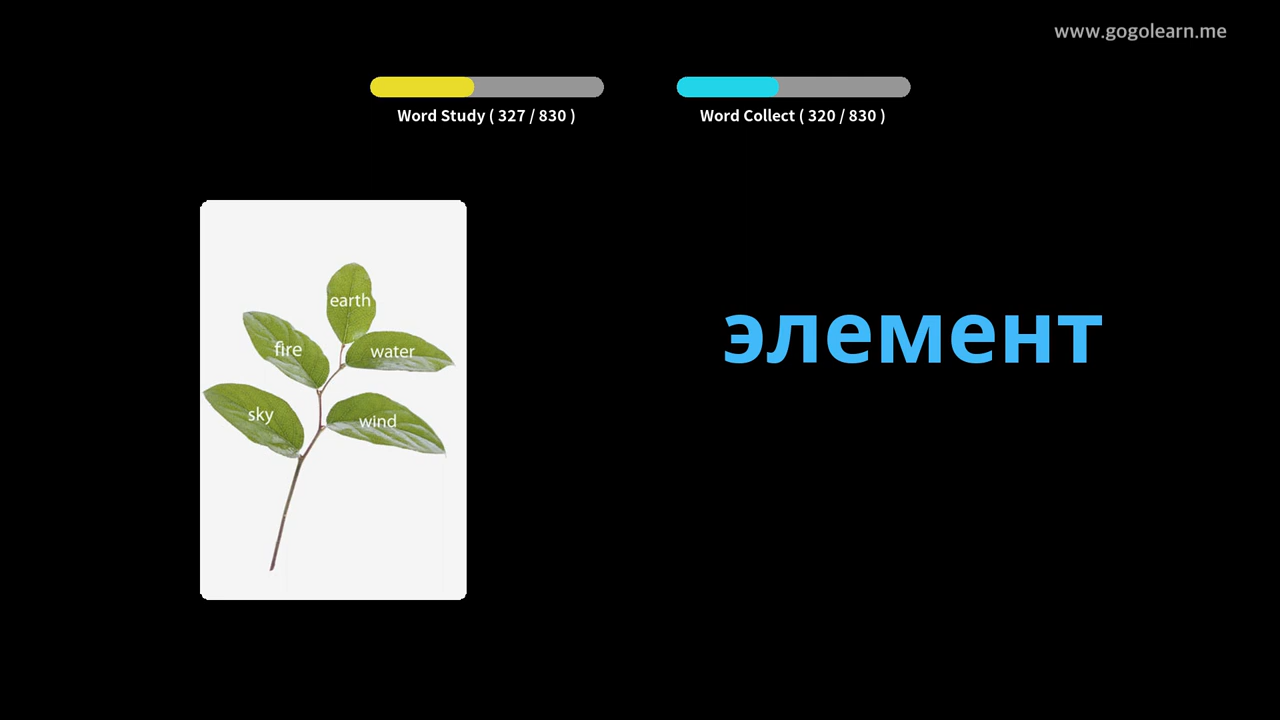 www.gogolearn.me
Word Study ( 327 / 830 )
Word Collect ( 320 / 830 )
earth
fire
water
sky
wind
элемент